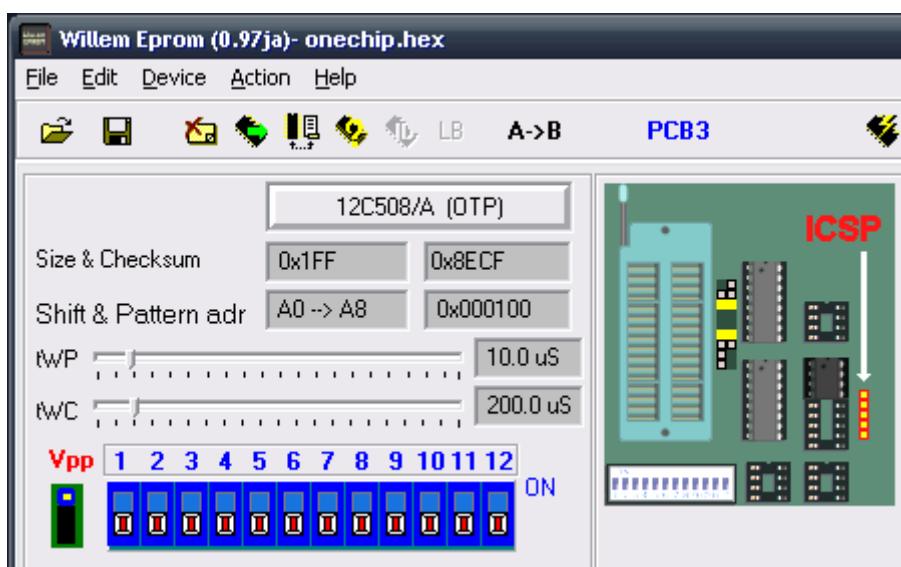 Willem Eprom (0.97ja)- onechip.hex
File Edit Device Action Help
LB A->B PCB3
12C508/A (OTP)
Size & Checksum 0x1FF 0x8ECF
Shift & Pattern adr A0 --> A8 0x000100
tWP 10.0 uS
tWC 200.0 uS
Vpp 1 2 3 4 5 6 7 8 9 10 11 12
ON
ICSP